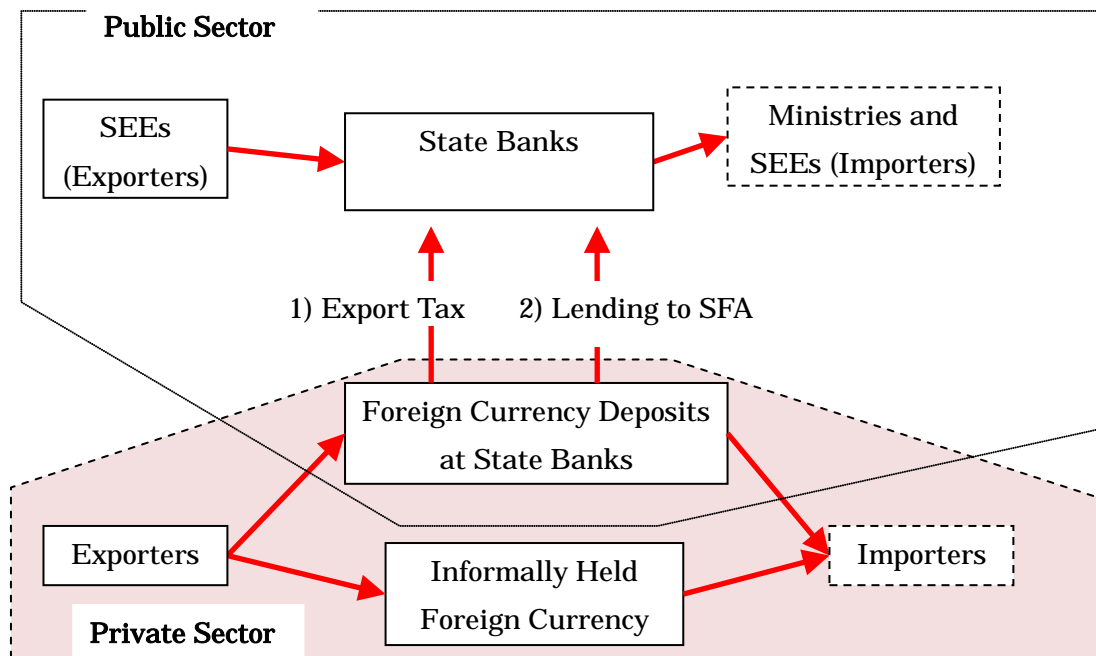 Public Sector
SEEs
(Exporters)
State Banks
Ministries and
SEEs (Importers)
1) Export Tax
2) Lending to SFA
Foreign Currency Deposits
at State Banks
Exporters
Informally Held
Foreign Currency
Importers
Private Sector